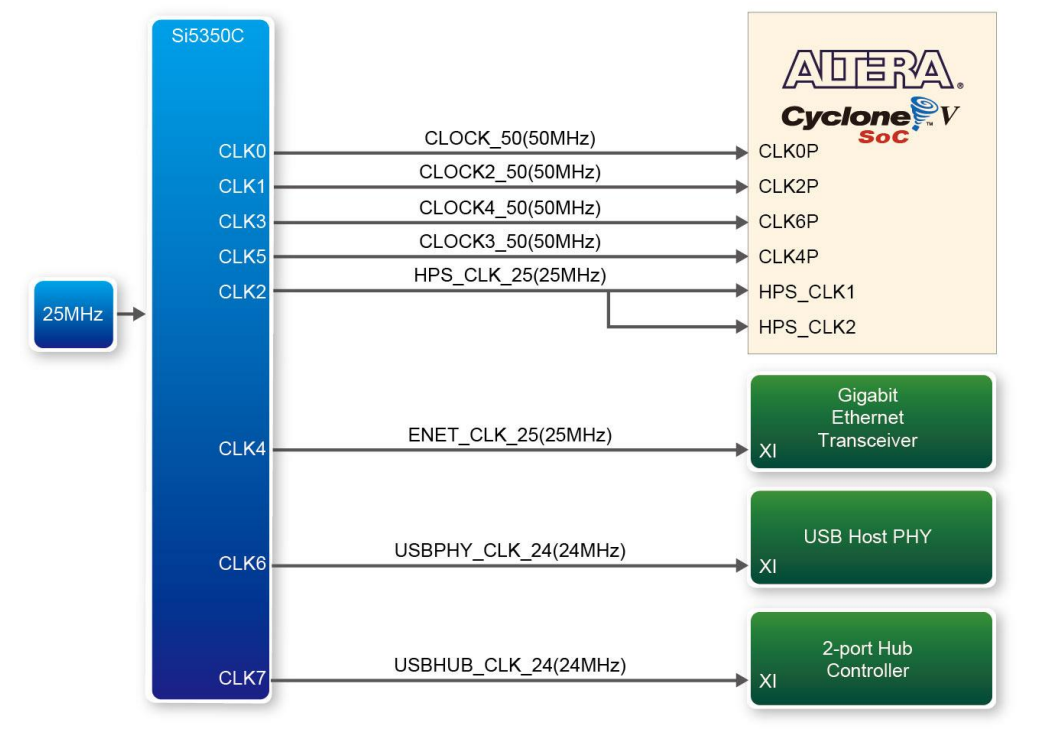 Si5350C
ALTERA®
Cyclone™ V
SoC
CLK0
CLOCK_50(50MHz)
CLK0P
CLK1
CLOCK2_50(50MHz)
CLK2P
CLK3
CLOCK4_50(50MHz)
CLK6P
CLK5
CLOCK3_50(50MHz)
CLK4P
CLK2
HPS_CLK_25(25MHz)
HPS_CLK1
25MHz
HPS_CLK2
Gigabit
Ethernet
Transceiver
CLK4
ENET_CLK_25(25MHz)
XI
USB Host PHY
CLK6
USBPHY_CLK_24(24MHz)
XI
2-port Hub
Controller
CLK7
USBHUB_CLK_24(24MHz)
XI